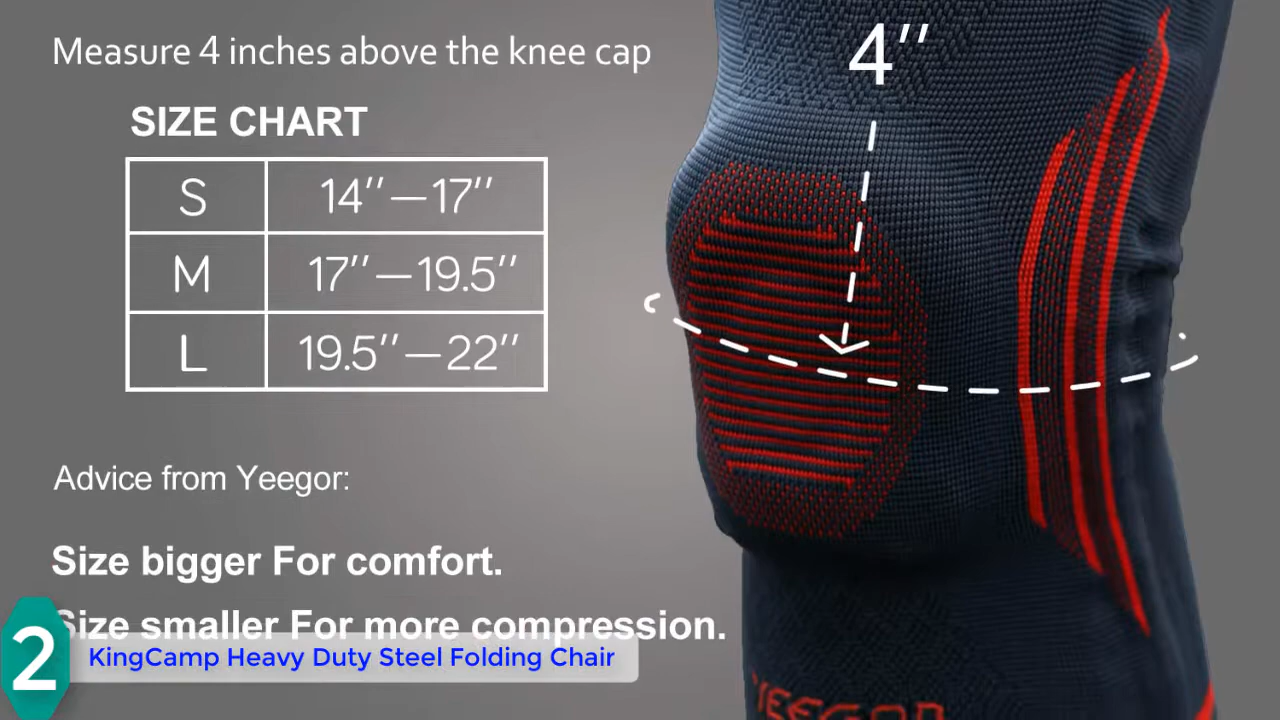 Measure 4 inches above the knee cap
4’’
SIZE CHART
S 14’’—17’’
M 17’’—19.5’’
L 19.5’’—22’’
Advice from Yeegor:
Size bigger For comfort.
Size smaller For more compression.
2 KingCamp Heavy Duty Steel Folding Chair
YEEGOR